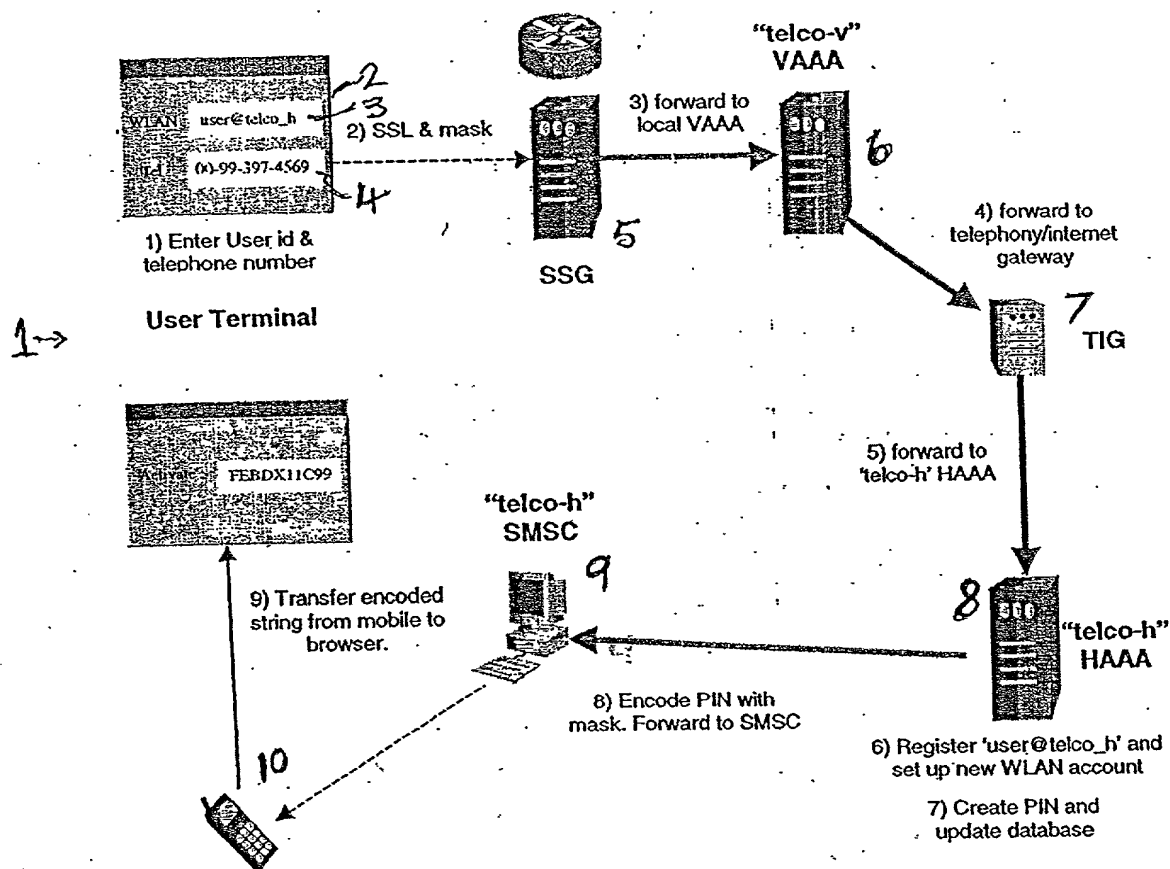 "telco-v"
VAAA
2
3
WLAN
user@telco_h
2) SSL & mask
3) forward to
local VAAA
6
(x)-99-397-4569
4
5
1) Enter User id &
telephone number
SSG
4) forward to
telephony/internet
gateway
User Terminal
1
7
TIG
5) forward to
'telco-h' HAAA
Activate
FEBDX11C99
"telco-h"
SMSC
9
8
9) Transfer encoded
string from mobile to
browser.
"telco-h"
HAAA
8) Encode PIN with
mask. Forward to SMSC
10
6) Register 'user@telco_h' and
set up new WLAN account
7) Create PIN and
update database